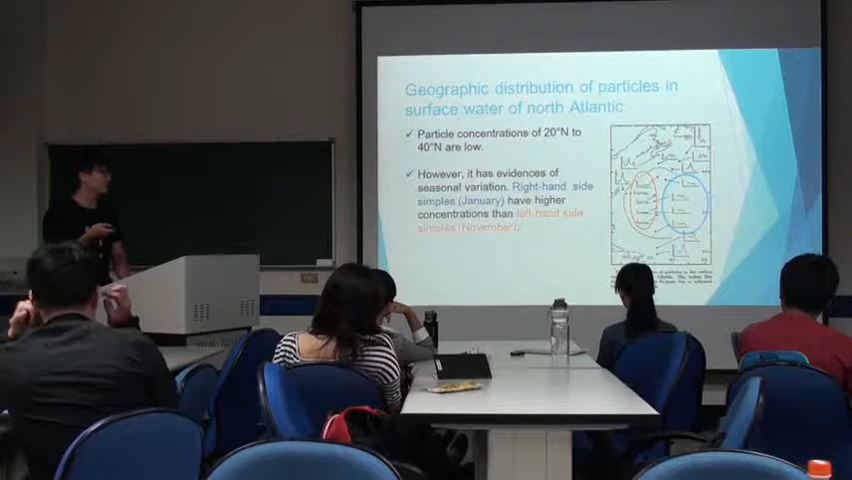 Geographic distribution of particles in
surface water of north Atlantic
✓ Particle concentrations of 20°N to
40°N are low.
✓ However, it has evidences of
seasonal variation. Right-hand side
simples (January) have higher
concentrations than left-hand side
simples (November).